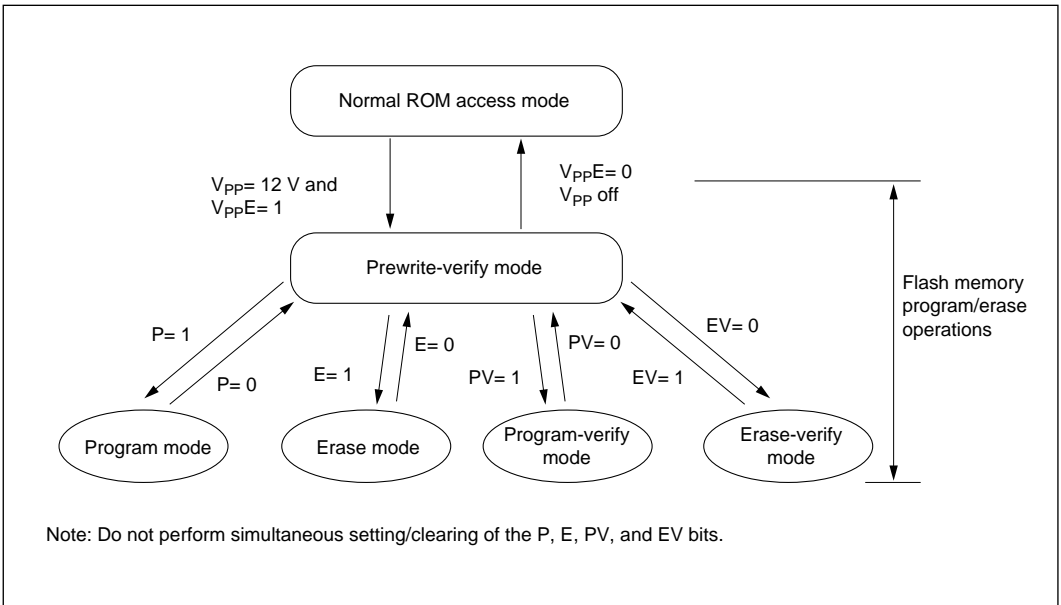 Normal ROM access mode
VPP= 12 V and
VPPE= 1
VPPE= 0
VPP off
Prewrite-verify mode
Flash memory
program/erase
operations
P= 1
P= 0
E= 1
E= 0
PV= 1
PV= 0
EV= 1
EV= 0
Program mode
Erase mode
Program-verify
mode
Erase-verify
mode
Note: Do not perform simultaneous setting/clearing of the P, E, PV, and EV bits.